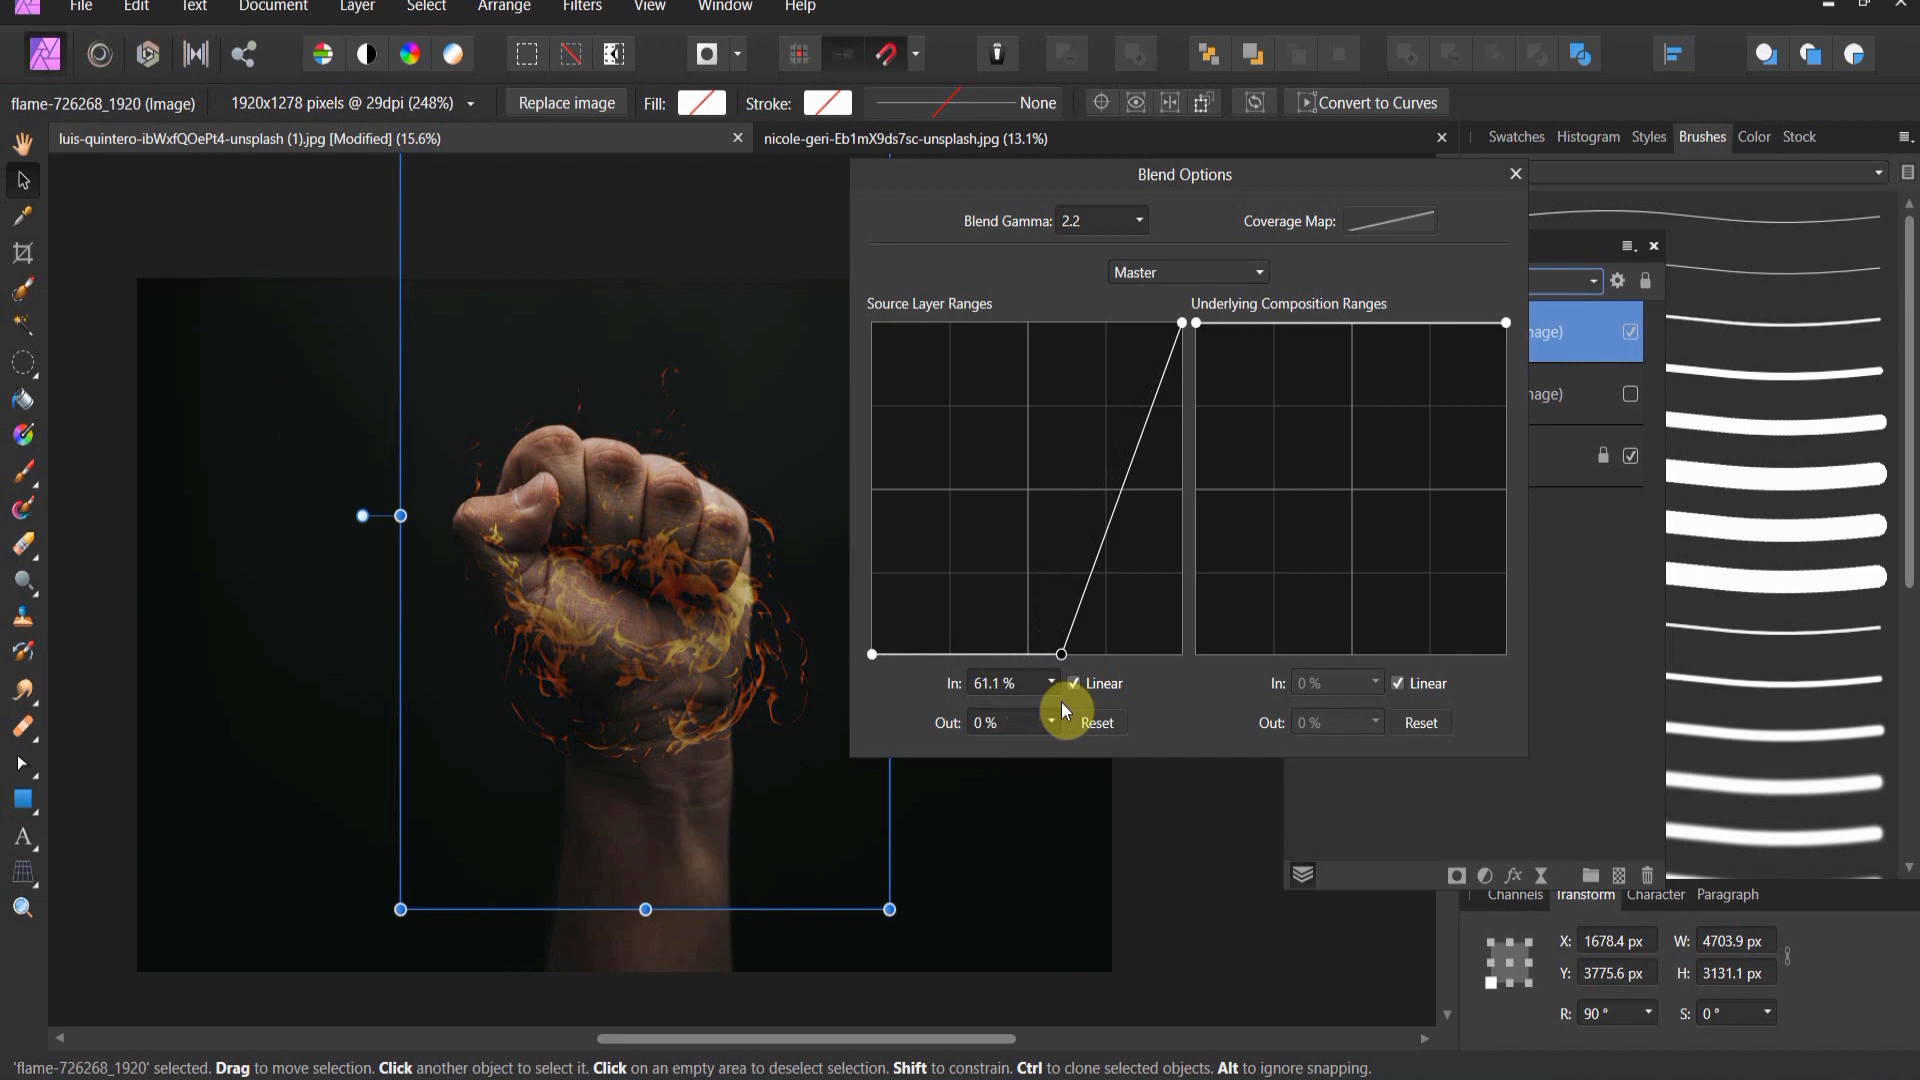 File Edit Text Document Layer Select Arrange Filters View Window Help
flame-726268_1920 (Image) 1920x1278 pixels @ 29dpi (248%) Replace image Fill: Stroke: None Convert to Curves
luis-quintero-ibWxfQOePt4-unsplash (1).jpg [Modified] (15.6%) nicole-geri-Eb1mX9ds7sc-unsplash.jpg (13.1%) Swatches Histogram Styles Brushes Color Stock
Blend Options
Blend Gamma: 2.2 Coverage Map:
Master
Source Layer Ranges Underlying Composition Ranges
nage)
nage)
In: 61.1 % Linear In: 0 % Linear
Out: 0 % Reset Out: 0 % Reset
fx
A
Channels Transform Character Paragraph
X: 1678.4 px W: 4703.9 px
Y: 3775.6 px H: 3131.1 px
R: 90 ° S: 0 °
'flame-726268_1920' selected. Drag to move selection. Click another object to select it. Click on an empty area to deselect selection. Shift to constrain. Ctrl to clone selected objects. Alt to ignore snapping.